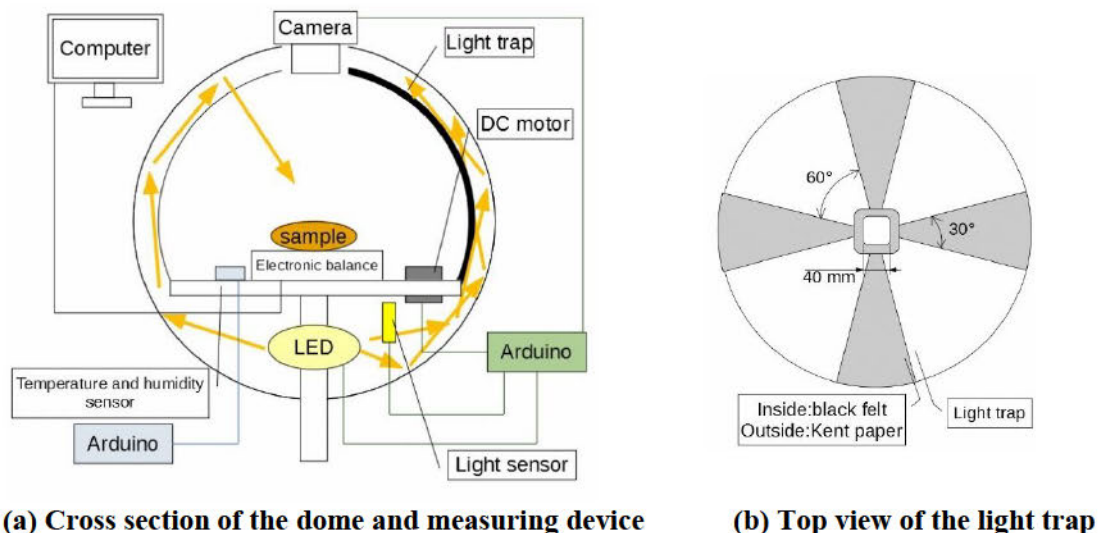 Camera
Computer
Light trap
DC motor
sample
Electronic balance
LED
Arduino
Temperature and humidity
sensor
Arduino
Light sensor
(a) Cross section of the dome and measuring device
60°
30°
40 mm
Inside:black felt
Outside:Kent paper
Light trap
(b) Top view of the light trap